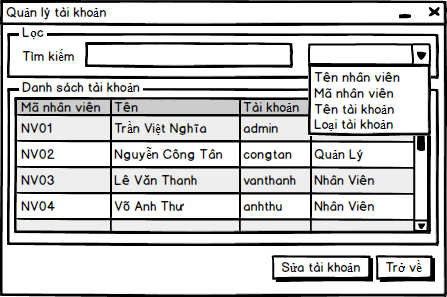 Quản lý tài khoản
Lọc
Tìm kiếm
Tên nhân viên
Mã nhân viên
Tên tài khoản
Loại tài khoản
Danh sách tài khoản
Mã nhân viên Tên Tài khoản
NV01 Trần Việt Nghĩa admin
NV02 Nguyễn Công Tân congtan Quản Lý
NV03 Lê Văn Thanh vanthanh Nhân Viên
NV04 Võ Anh Thư anhthu Nhân Viên
Sửa tài khoản Trở về